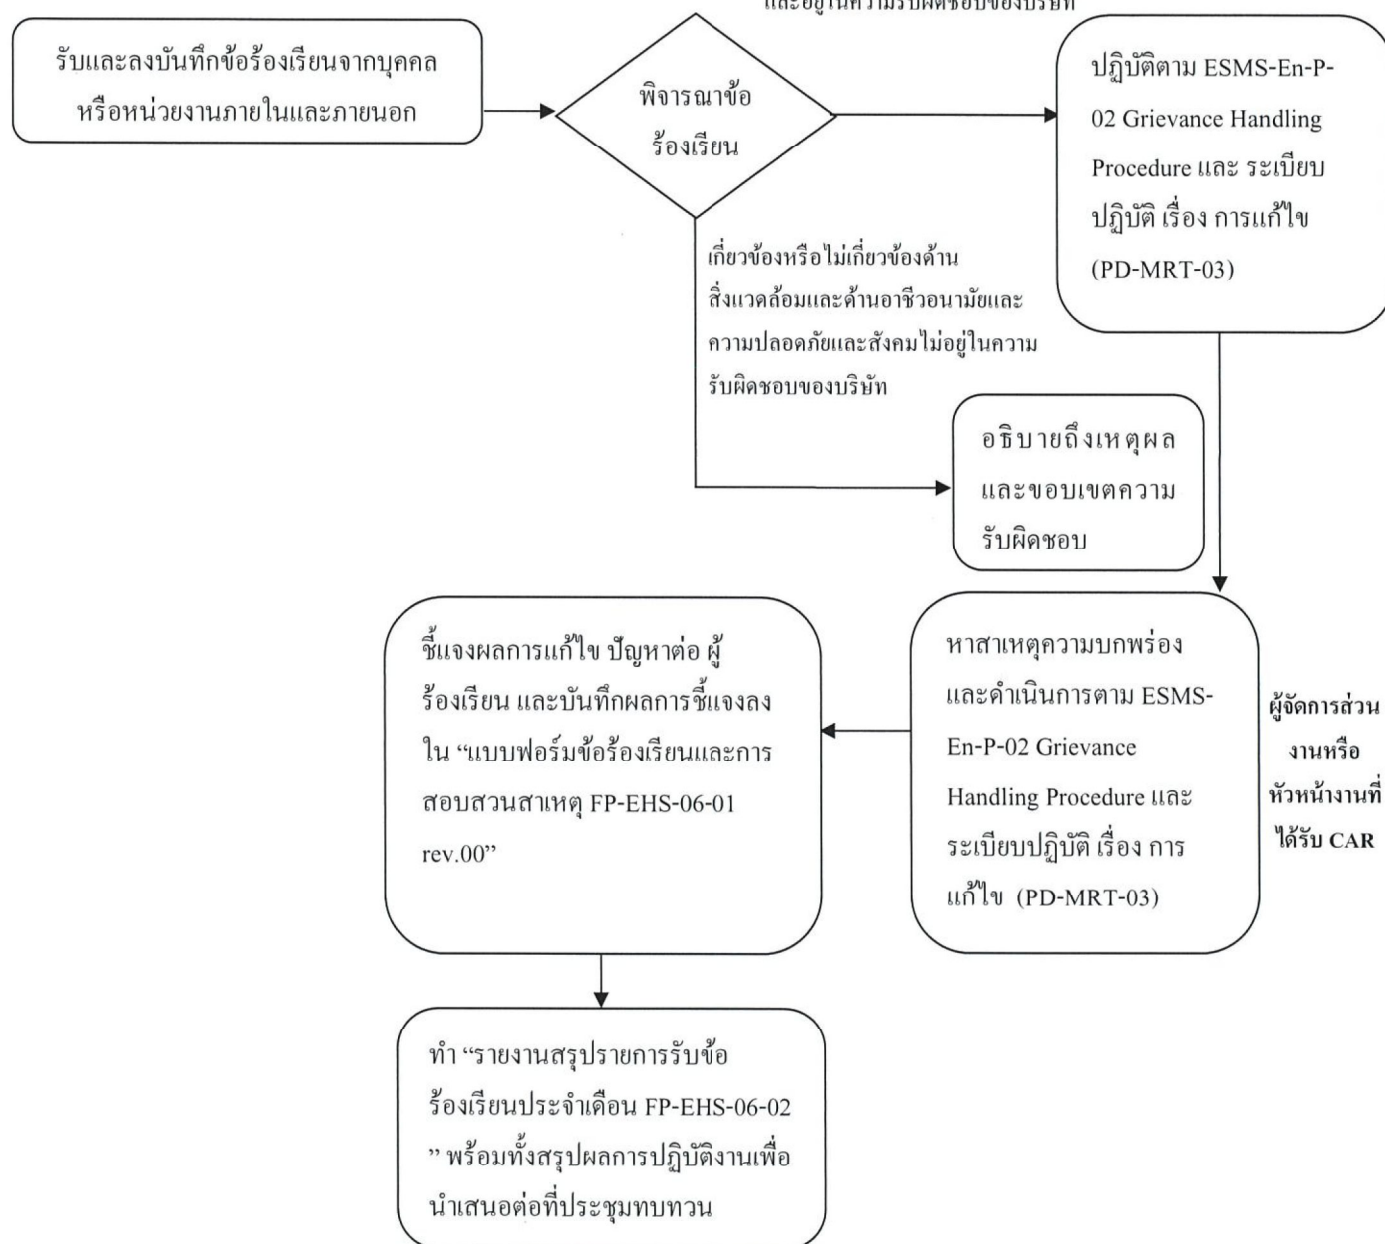 และอยู่ในความรับผิดชอบของบริษัท
รับและลงบันทึกข้อร้องเรียนจากบุคคล
หรือหน่วยงานภายในและภายนอก
พิจารณาข้อ
ร้องเรียน
ปฏิบัติตาม ESMS-En-P-
02 Grievance Handling
Procedure และ ระเบียบ
ปฏิบัติ เรื่อง การแก้ไข
(PD-MRT-03)
เกี่ยวข้องหรือไม่เกี่ยวข้องด้าน
สิ่งแวดล้อมและด้านอาชีวอนามัยและ
ความปลอดภัยและสังคมไม่อยู่ในความ
รับผิดชอบของบริษัท
อธิบายถึงเหตุผล
และขอบเขตความ
รับผิดชอบ
หาสาเหตุความบกพร่อง
และดำเนินการตาม ESMS-
En-P-02 Grievance
Handling Procedure และ
ระเบียบปฏิบัติ เรื่อง การ
แก้ไข (PD-MRT-03)
ผู้จัดการส่วน
งานหรือ
หัวหน้างานที่
ได้รับ CAR
ชี้แจงผลการแก้ไข ปัญหาต่อ ผู้
ร้องเรียน และบันทึกผลการชี้แจงลง
ใน “แบบฟอร์มข้อร้องเรียนและการ
สอบสวนสาเหตุ FP-EHS-06-01
rev.00”
ทำ “รายงานสรุปรายการรับข้อ
ร้องเรียนประจำเดือน FP-EHS-06-02
” พร้อมทั้งสรุปผลการปฏิบัติงานเพื่อ
นำเสนอต่อที่ประชุมทบทวน